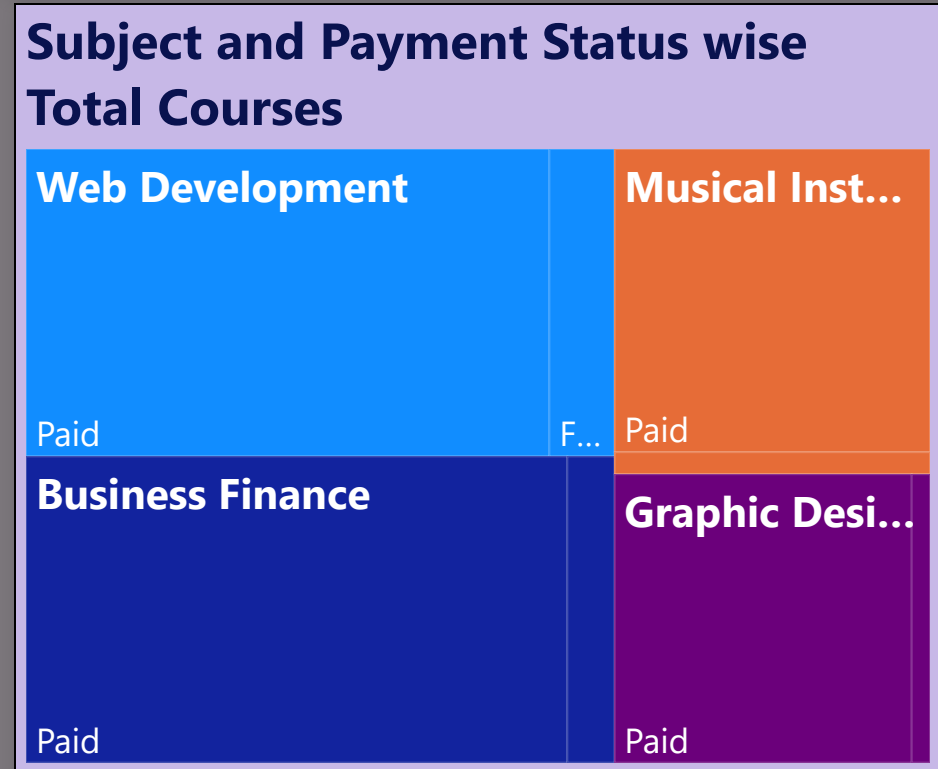 Subject and Payment Status wise
Total Courses
Web Development
Paid
F...
Musical Inst...
Paid
Business Finance
Paid
Graphic Desi...
Paid